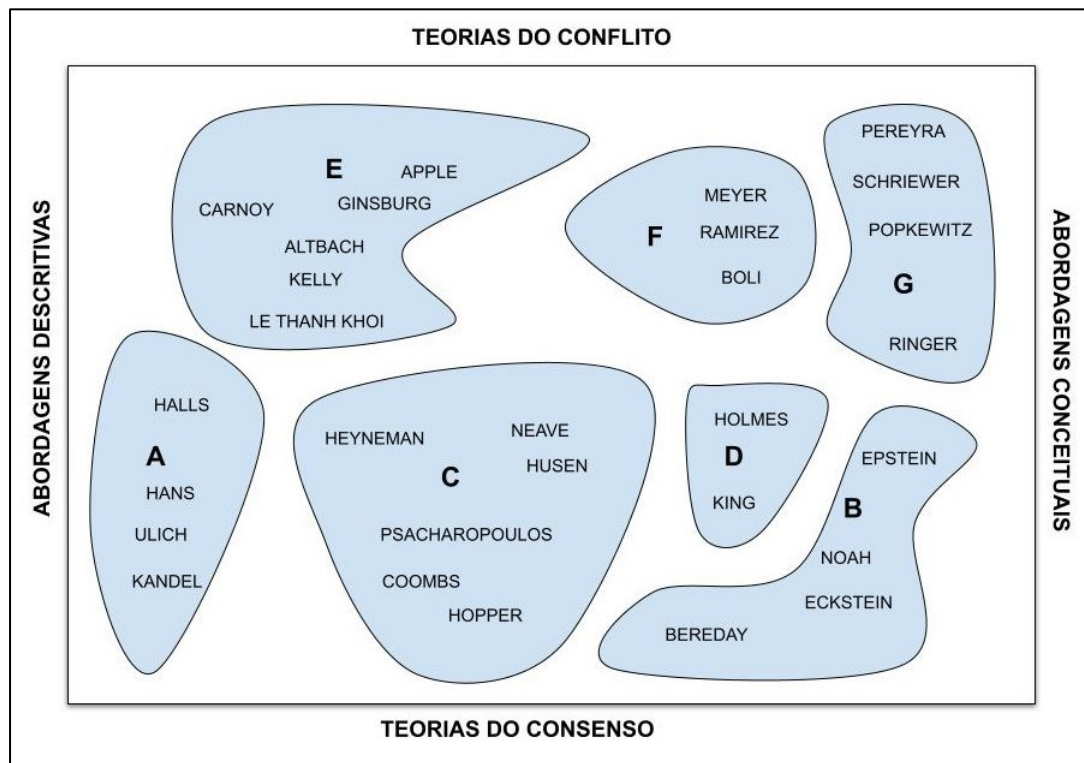 TEORIAS DO CONFLITO
ABORDAGENS DESCRITIVAS
E
APPLE
CARNOY
GINSBURG
ALTBACH
KELLY
LE THANH KHOI
F
MEYER
RAMIREZ
BOLI
PEREYRA
SCHRIEWER
POPKEWITZ
G
RINGER
HALLS
A
HANS
ULICH
KANDEL
HEYNEMAN
NEAVE
HUSEN
C
PSACHAROPOULOS
COOMBS
HOPPER
HOLMES
D
KING
EPSTEIN
B
NOAH
ECKSTEIN
BEREDAY
ABORDAGENS CONCEITUAIS
TEORIAS DO CONSENSO